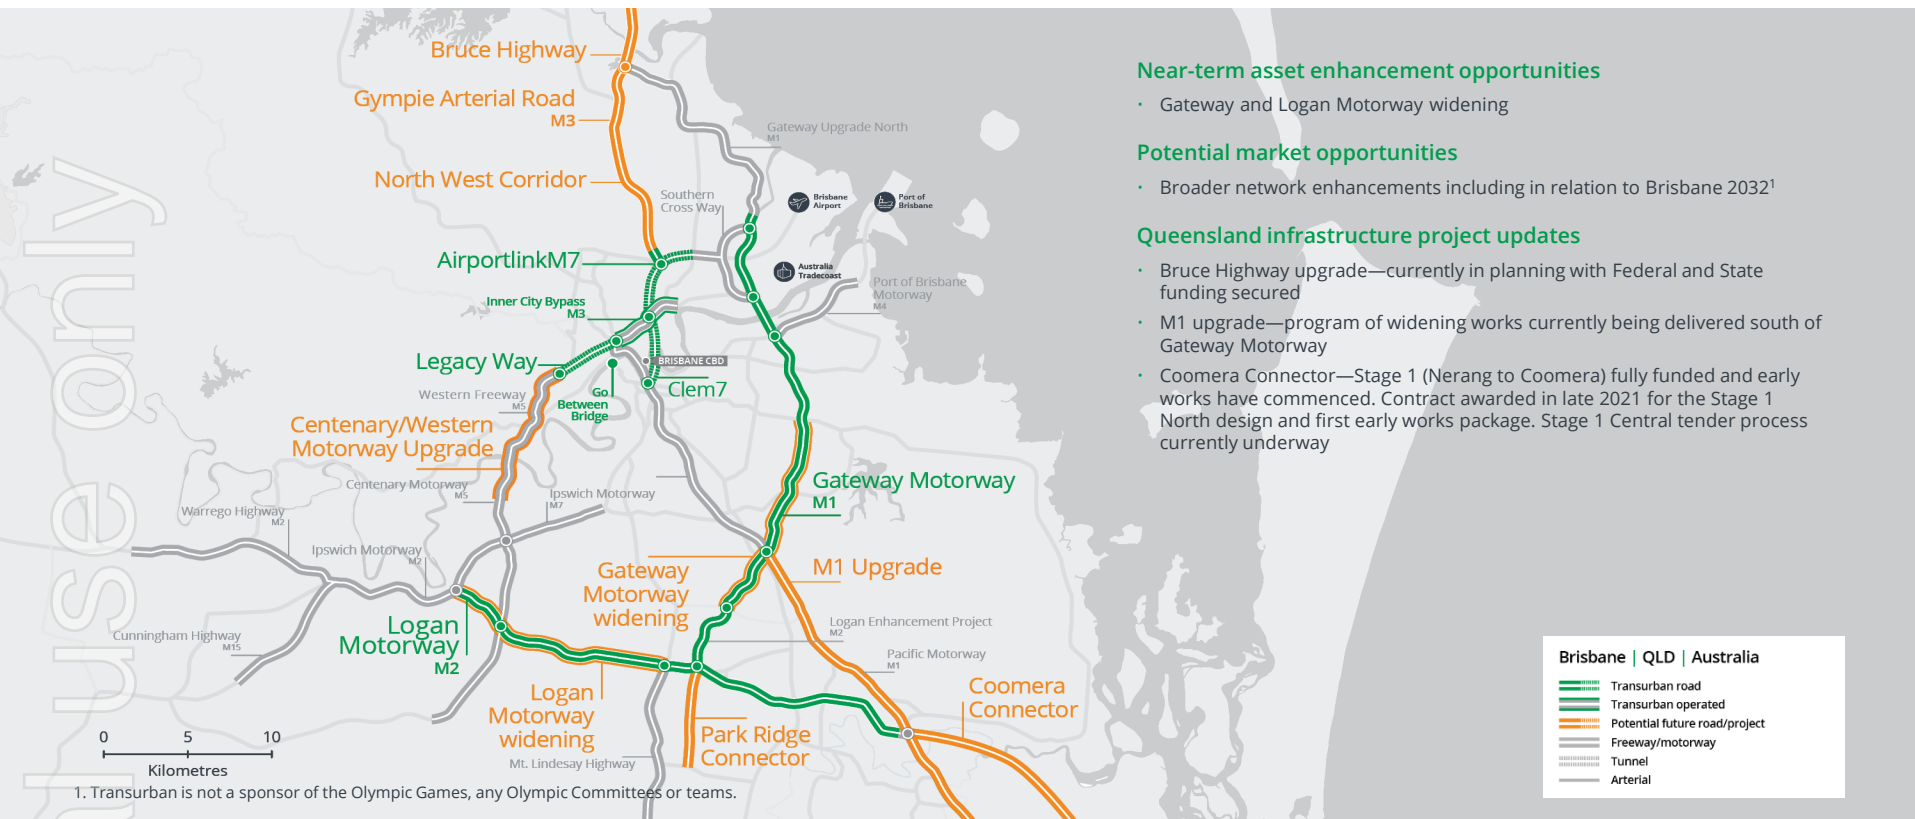 Bruce Highway
Gympie Arterial Road
M3
North West Corridor
Gateway Upgrade North
M1
Southern
Cross Way
Brisbane
Airport
Port of
Brisbane
AirportlinkM7
Australia
Tradecoast
Port of Brisbane
Motorway
M4
Inner City Bypass
M3
Legacy Way
BRISBANE CBD
Clem7
Go
Between
Bridge
Western Freeway
M5
Centenary/Western
Motorway Upgrade
Centenary Motorway
M5
Ipswich Motorway
M7
Gateway Motorway
M1
Warrego Highway
M2
Ipswich Motorway
M2
Gateway
Motorway
widening
M1 Upgrade
Logan
Motorway
M2
Cunningham Highway
M15
Logan Enhancement Project
M2
Pacific Motorway
M1
Logan
Motorway
widening
Coomera
Connector
Park Ridge
Connector
Mt. Lindesay Highway
0 5 10
Kilometres
1. Transurban is not a sponsor of the Olympic Games, any Olympic Committees or teams.
l use only
Near-term asset enhancement opportunities
· Gateway and Logan Motorway widening
Potential market opportunities
· Broader network enhancements including in relation to Brisbane 2032¹
Queensland infrastructure project updates
· Bruce Highway upgrade—currently in planning with Federal and State
funding secured
· M1 upgrade—program of widening works currently being delivered south of
Gateway Motorway
· Coomera Connector—Stage 1 (Nerang to Coomera) fully funded and early
works have commenced. Contract awarded in late 2021 for the Stage 1
North design and first early works package. Stage 1 Central tender process
currently underway
Brisbane | QLD | Australia
Transurban road
Transurban operated
Potential future road/project
Freeway/motorway
Tunnel
Arterial